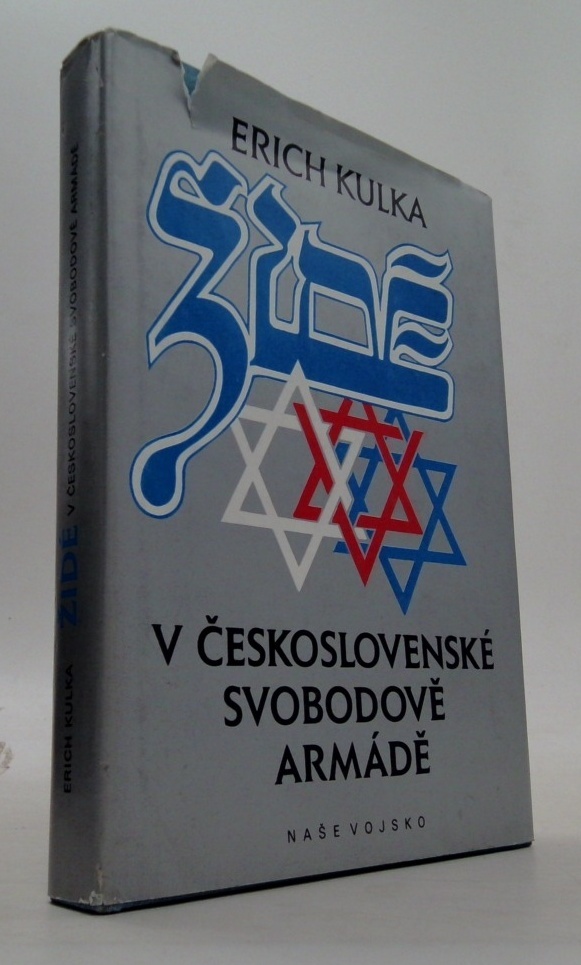 ERICH KULKA
ŽIDÉ
V ČESKOSLOVENSKÉ
SVOBODOVĚ
ARMÁDĚ
NAŠE VOJSKO
ERICH KULKA ŽIDÉ V ČESKOSLOVENSKÉ SVOBODOVĚ ARMÁDĚ